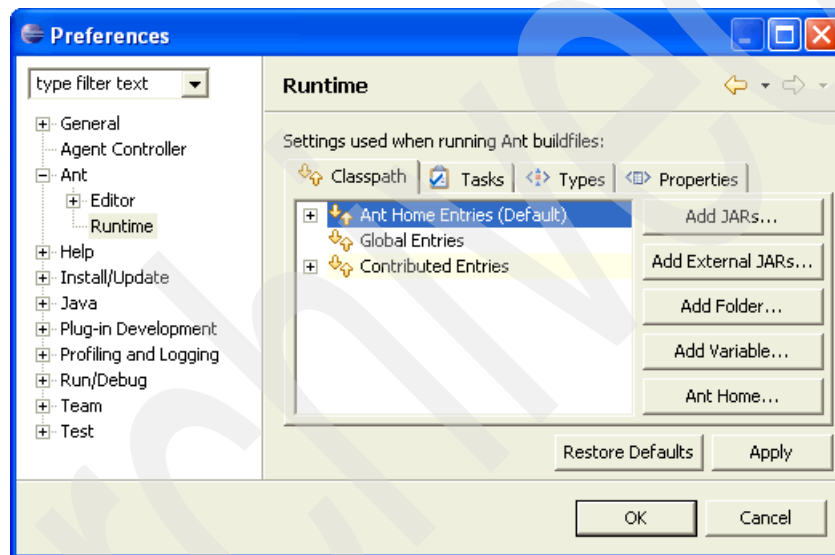 Preferences
type filter text
Runtime
General
Agent Controller
Ant
Editor
Runtime
Help
Install/Update
Java
Plug-in Development
Profiling and Logging
Run/Debug
Team
Test
Settings used when running Ant buildfiles:
Classpath Tasks Types Properties
Ant Home Entries (Default)
Global Entries
Contributed Entries
Add JARs...
Add External JARs...
Add Folder...
Add Variable...
Ant Home...
Restore Defaults Apply
OK Cancel